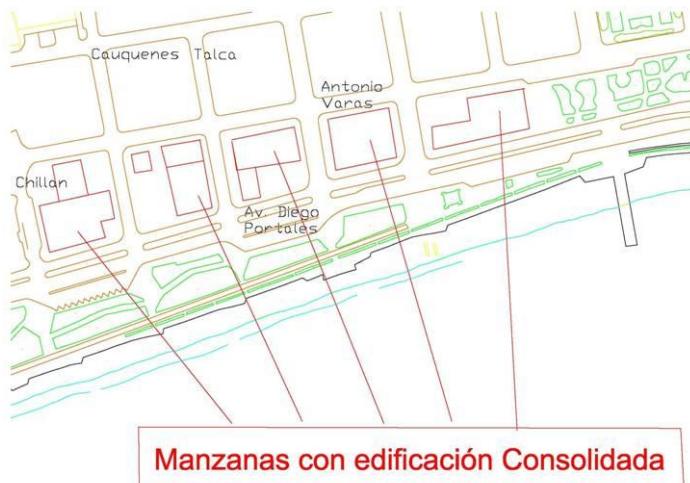 Cauquenes Talca
Antonio
Varas
Chillan
Av. Diego
Portales
Manzanas con edificación Consolidada